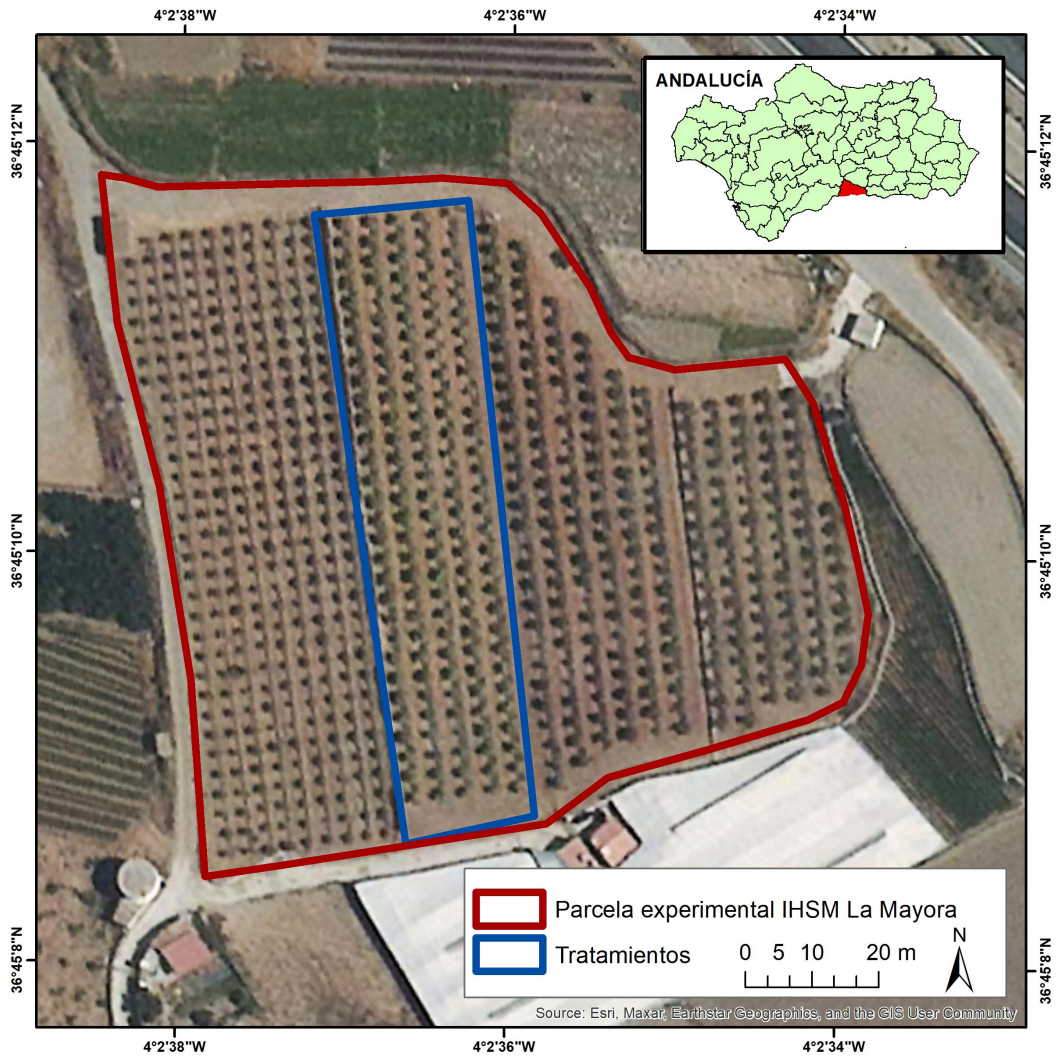 4°2'38"W 4°2'36"W 4°2'34"W
36°45'12"N
36°45'12"N
ANDALUCÍA
36°45'10"N
36°45'10"N
36°45'8"N
36°45'8"N
Parcela experimental IHSM La Mayora
Tratamientos
0 5 10 20 m
N
Source: Esri, Maxar, Earthstar Geographics, and the GIS User Community
4°2'38"W 4°2'36"W 4°2'34"W